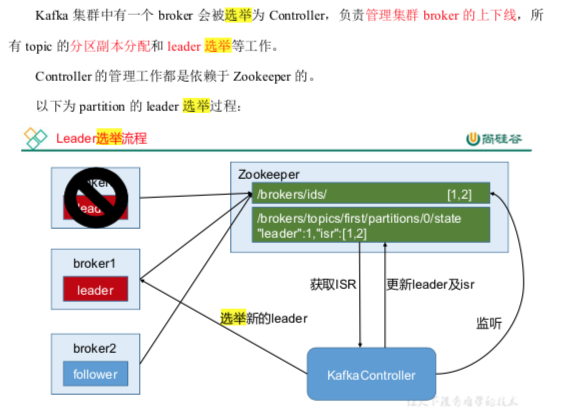 Kafka 集群中有一个 broker 会被选举为 Controller，负责管理集群 broker 的上下线，所
有 topic 的分区副本分配和 leader 选举等工作。
Controller 的管理工作都是依赖于 Zookeeper 的。
以下为 partition 的 leader 选举过程：
Leader选举流程
尚硅谷
Zookeeper
/brokers/ids/ [1,2]
/brokers/topics/first/partitions/0/state
"leader":1,"isr":[1,2]
broker1
leader
获取ISR
更新leader及isr
选举新的leader
监听
broker2
follower
KafkaController